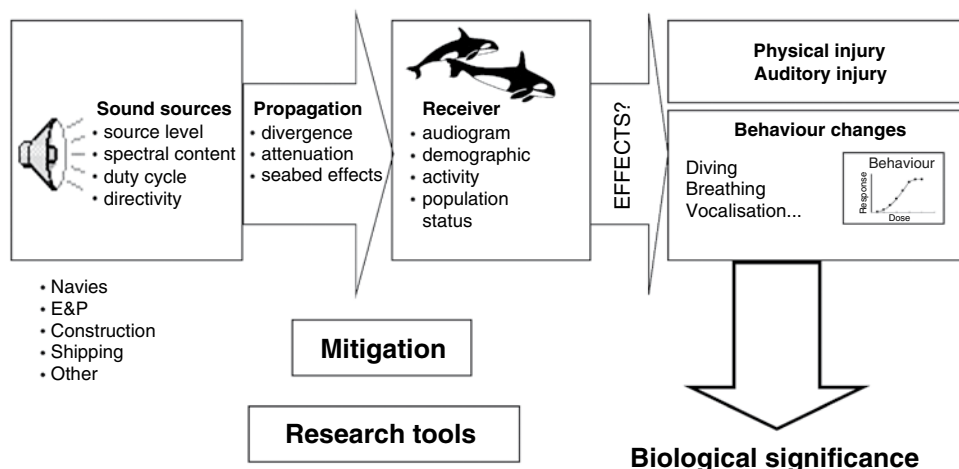 Sound sources
• source level
• spectral content
• duty cycle
• directivity
Propagation
• divergence
• attenuation
• seabed effects
Receiver
• audiogram
• demographic
• activity
• population
status
EFFECTS?
Physical injury
Auditory injury
Behaviour changes
Diving
Breathing
Vocalisation...
Behaviour
Response
Dose
• Navies
• E&P
• Construction
• Shipping
• Other
Mitigation
Research tools
Biological significance